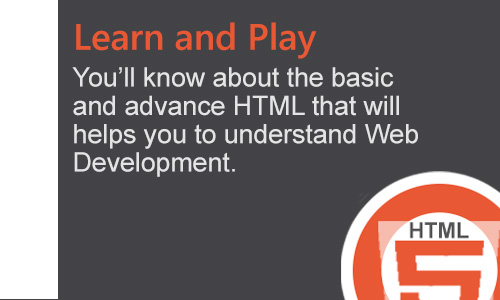 Learn and Play
You'll know about the basic
and advance HTML that will
helps you to understand Web
Development.
HTML
5